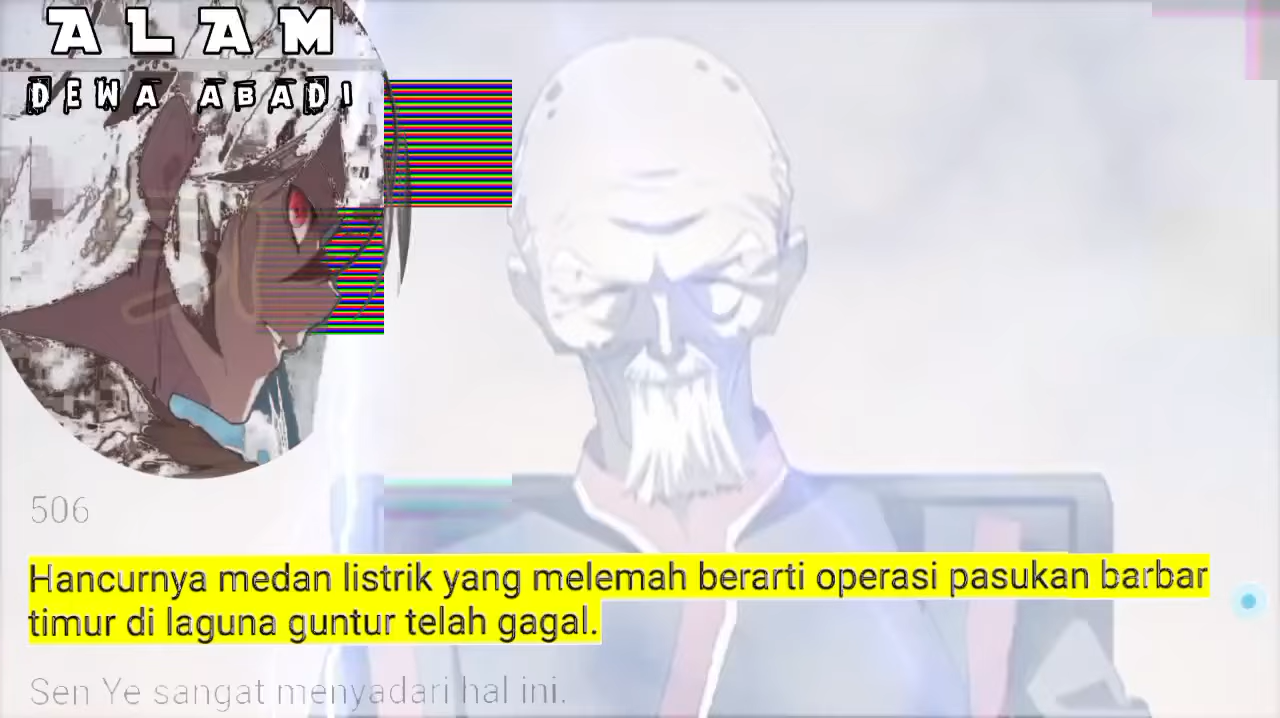 ALAM
DEWA ABADI
506
Hancurnya medan listrik yang melemah berarti operasi pasukan barbar
timur di laguna guntur telah gagal.
Sen Ye sangat menyadari hal ini.